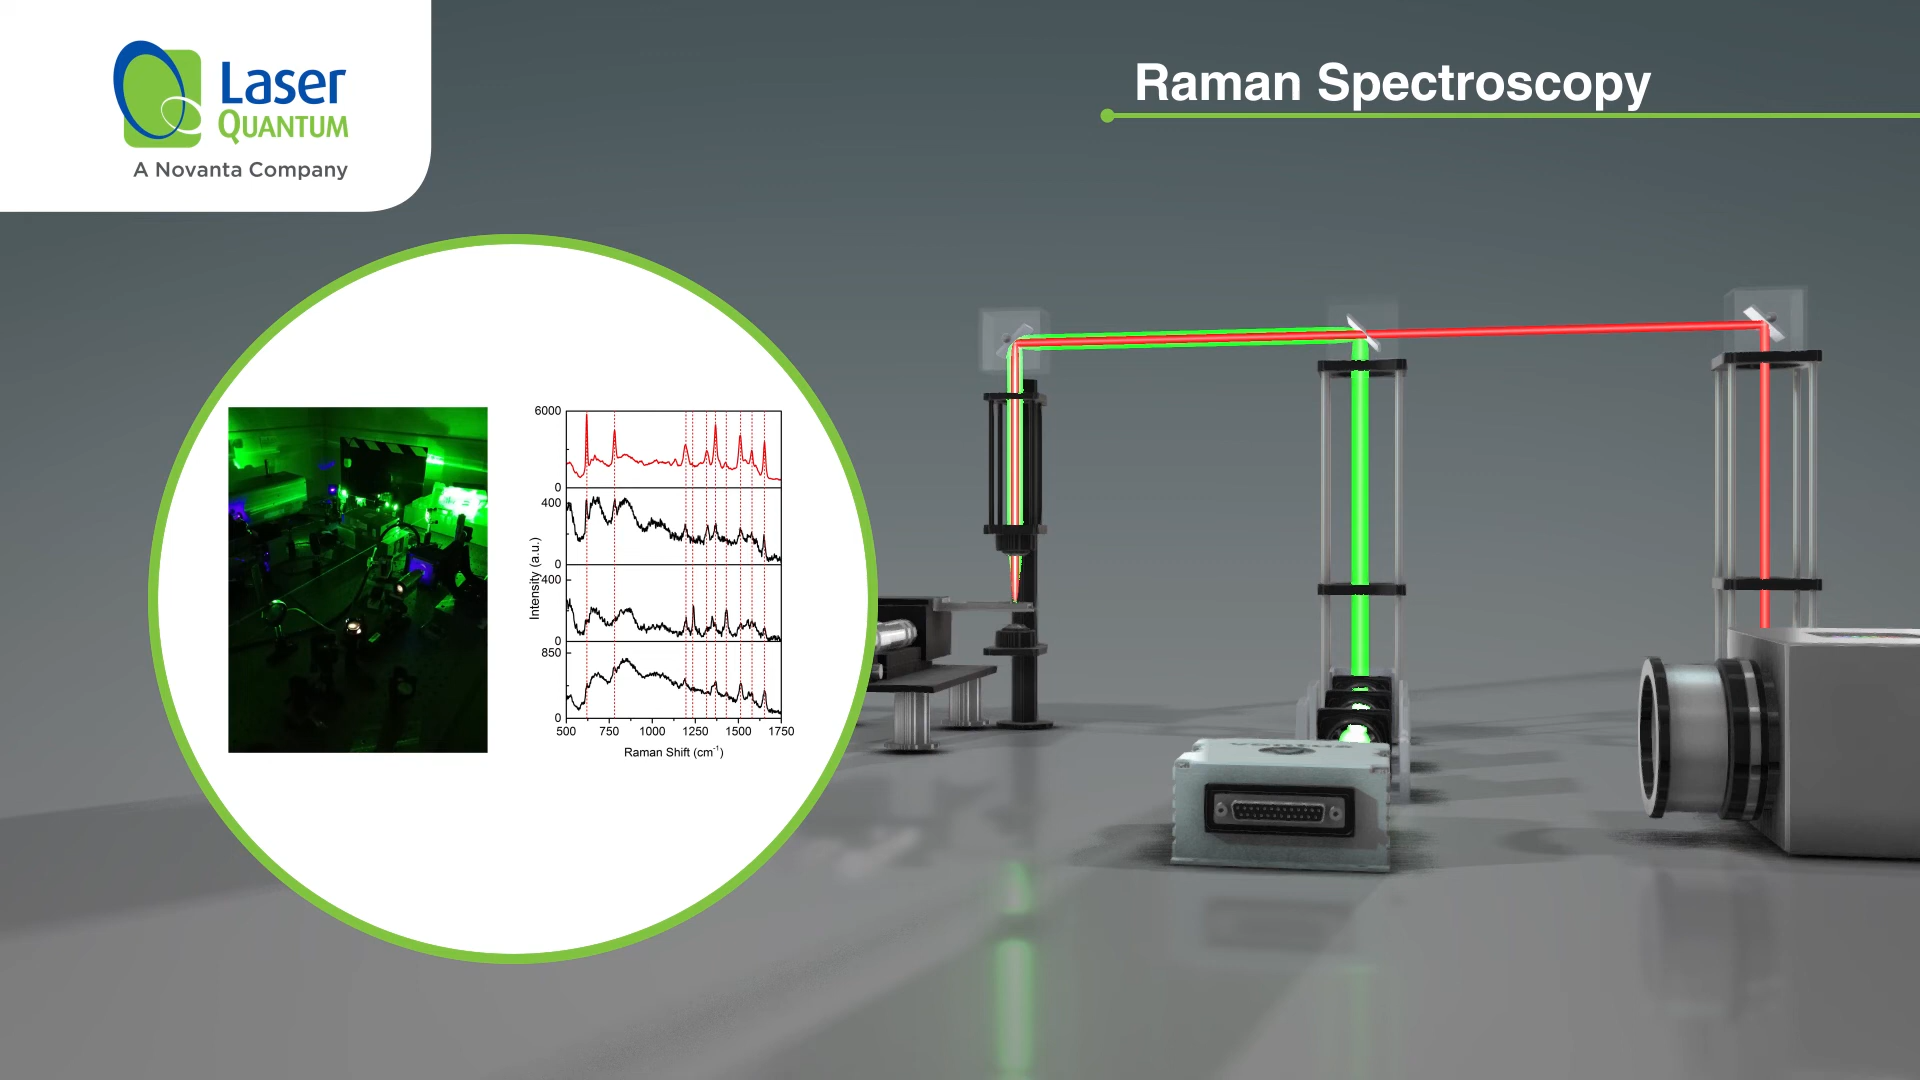 Laser
QUANTUM
A Novanta Company
Raman Spectroscopy
6000
0
400
0
400
0
850
0
Intensity (a.u.)
500 750 1000 1250 1500 1750
Raman Shift (cm⁻¹)